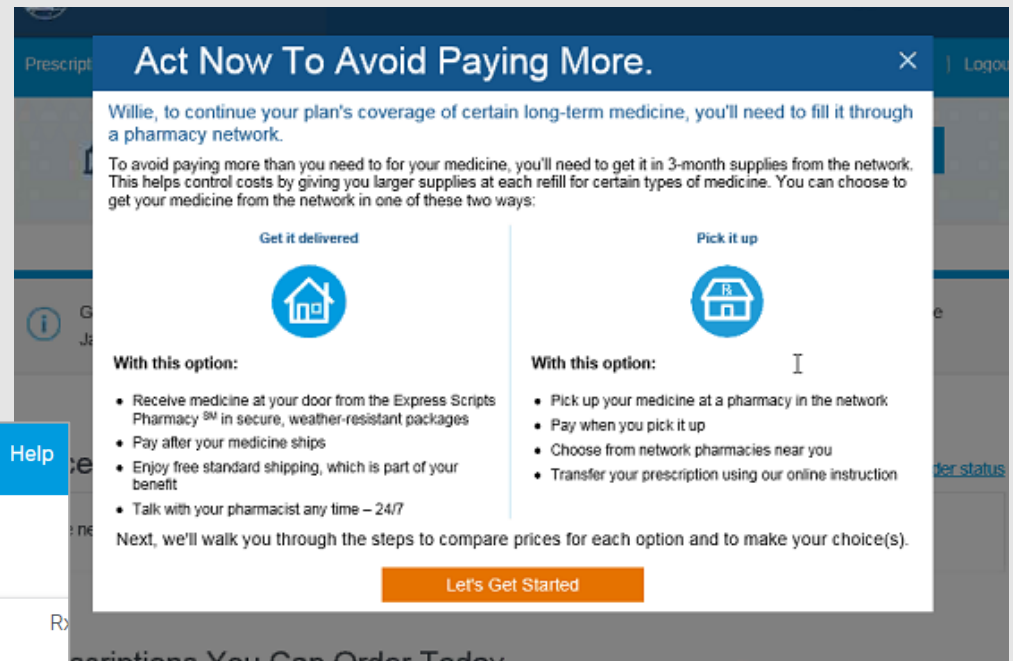 Act Now To Avoid Paying More.
Prescript
| Logou
Willie, to continue your plan's coverage of certain long-term medicine, you'll need to fill it through
a pharmacy network.
To avoid paying more than you need to for your medicine, you'll need to get it in 3-month supplies from the network.
This helps control costs by giving you larger supplies at each refill for certain types of medicine. You can choose to
get your medicine from the network in one of these two ways:
Get it delivered
With this option:
• Receive medicine at your door from the Express Scripts
Pharmacy SM in secure, weather-resistant packages
• Pay after your medicine ships
• Enjoy free standard shipping, which is part of your
benefit
• Talk with your pharmacist any time – 24/7
Pick it up
Rx
With this option:
• Pick up your medicine at a pharmacy in the network
• Pay when you pick it up
• Choose from network pharmacies near you
• Transfer your prescription using our online instruction
Next, we'll walk you through the steps to compare prices for each option and to make your choice(s).
Let's Get Started
Help
der status
Rx
scriptions You Can Order Today